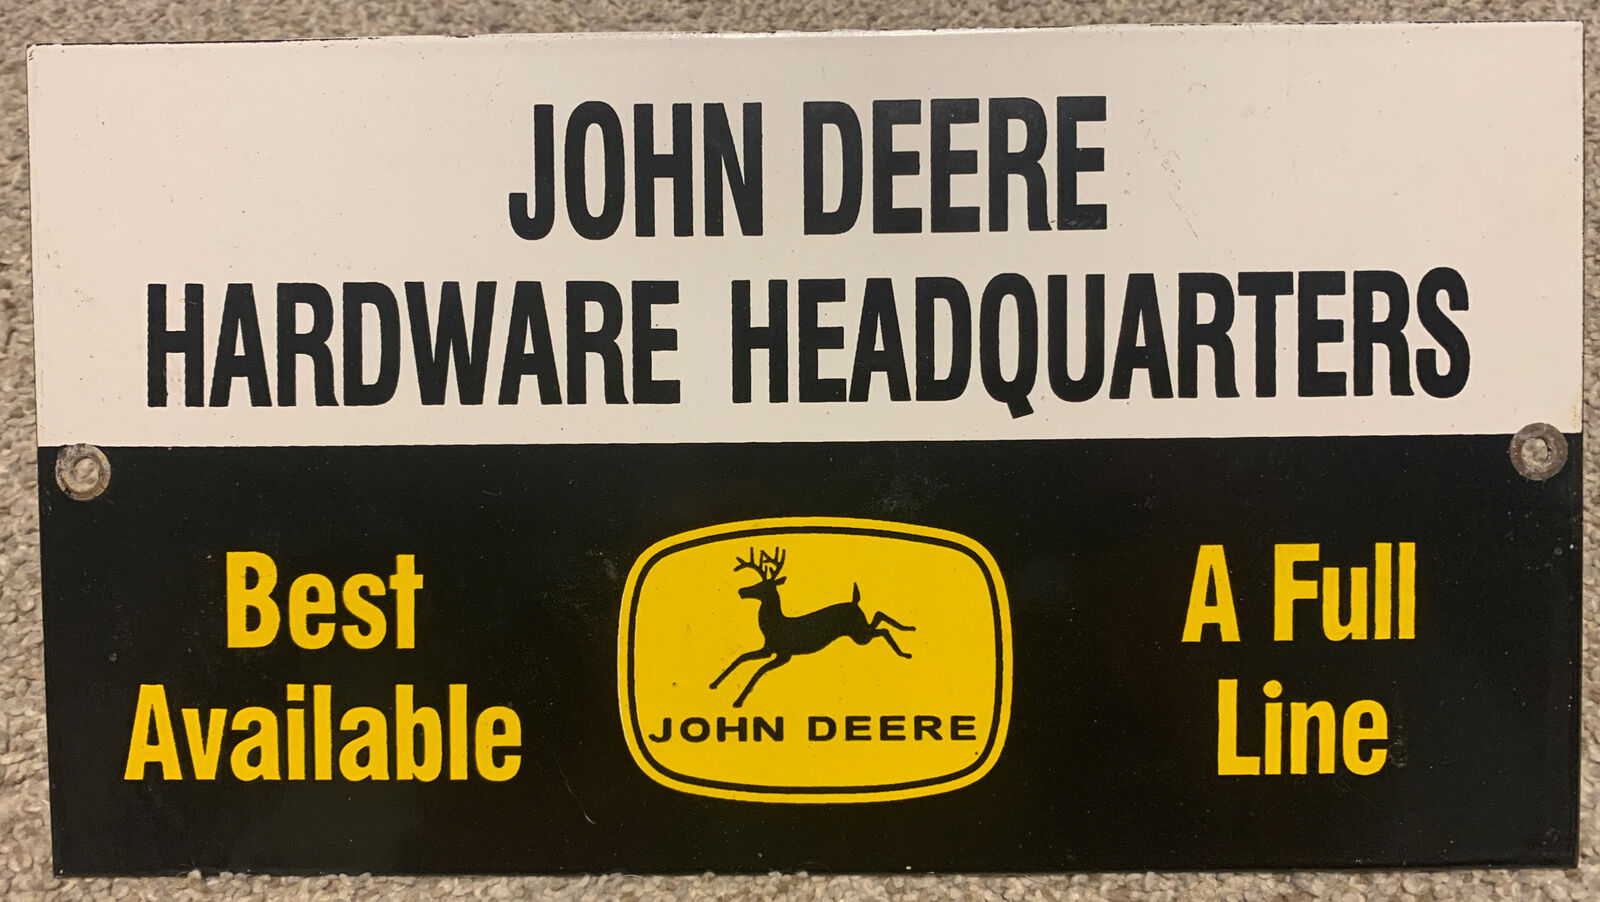 JOHN DEERE
HARDWARE HEADQUARTERS
Best
Available
JOHN DEERE
A Full
Line